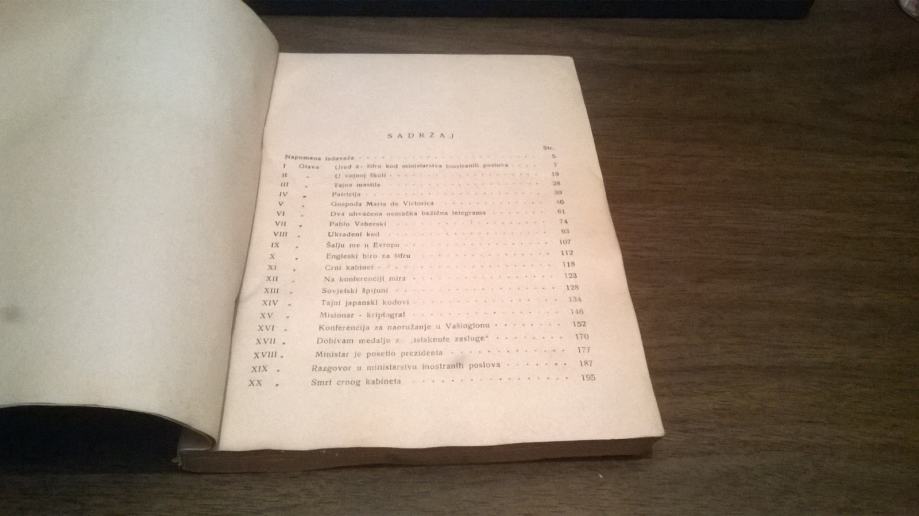 SADRŽAJ
Str.
Napomena izdavača 5
I Glava Ured za šifru kod ministarstva inostranih poslova 7
II „ U vojnoj školi 19
III „ Tajna mastila 28
IV „ Patricija 39
V „ Gospođa Maria de Victorica 46
VI „ Dva uhvaćena nemačka bežična telegrama 61
VII „ Pablo Vaberski 74
VIII „ Ukradeni kod 93
IX „ Šalju me u Evropu 107
X „ Engleski biro za šifru 112
XI „ Crni kabinet 118
XII „ Na konferenciji mira 123
XIII „ Sovjetski špijuni 128
XIV „ Tajni japanski kodovi 134
XV „ Misionar - kriptograf 146
XVI „ Konferencija za naoružanje u Vašingtonu 152
XVII „ Dobivam medalju za „istaknute zasluge“ 170
XVIII „ Ministar je posetio prezidenta 177
XIX „ Razgovor u ministarstvu inostranih poslova 187
XX „ Smrt crnog kabineta 195